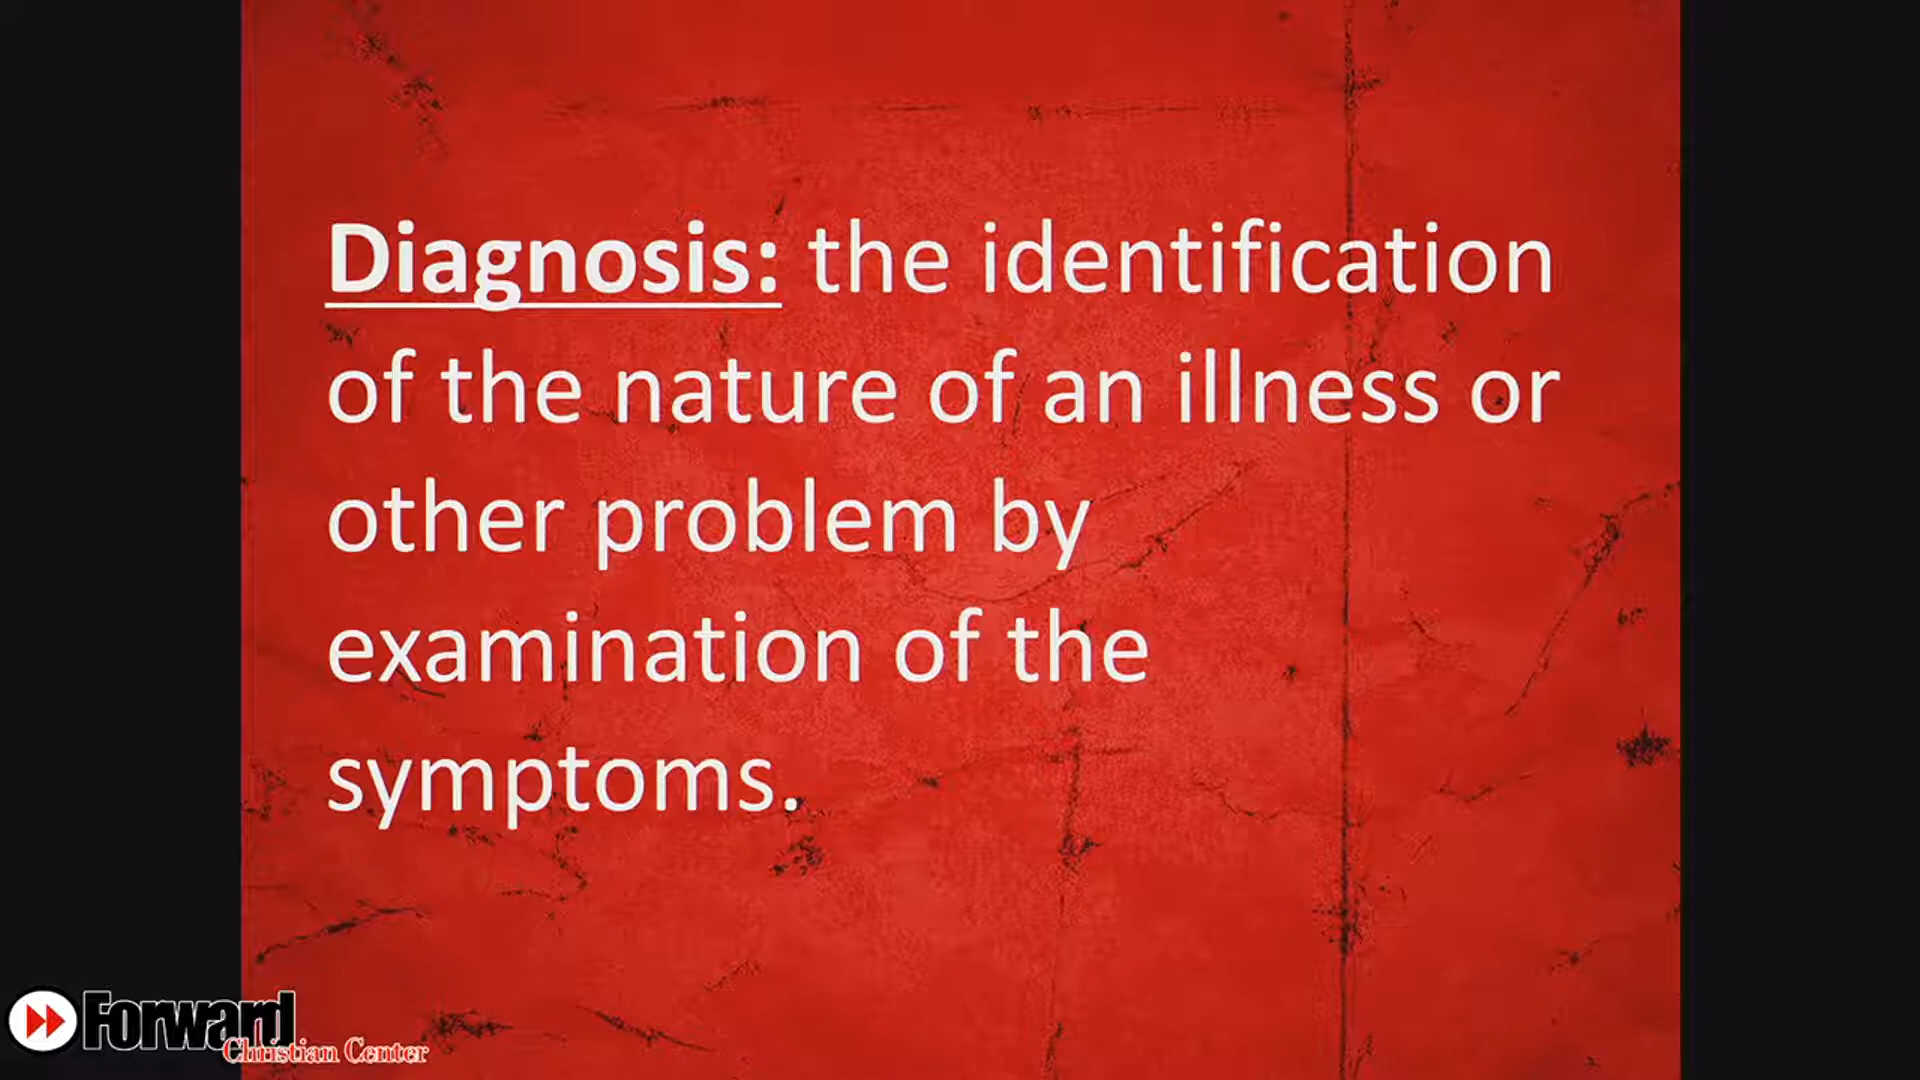 Diagnosis: the identification
of the nature of an illness or
other problem by
examination of the
symptoms.
Forward
Christian Center